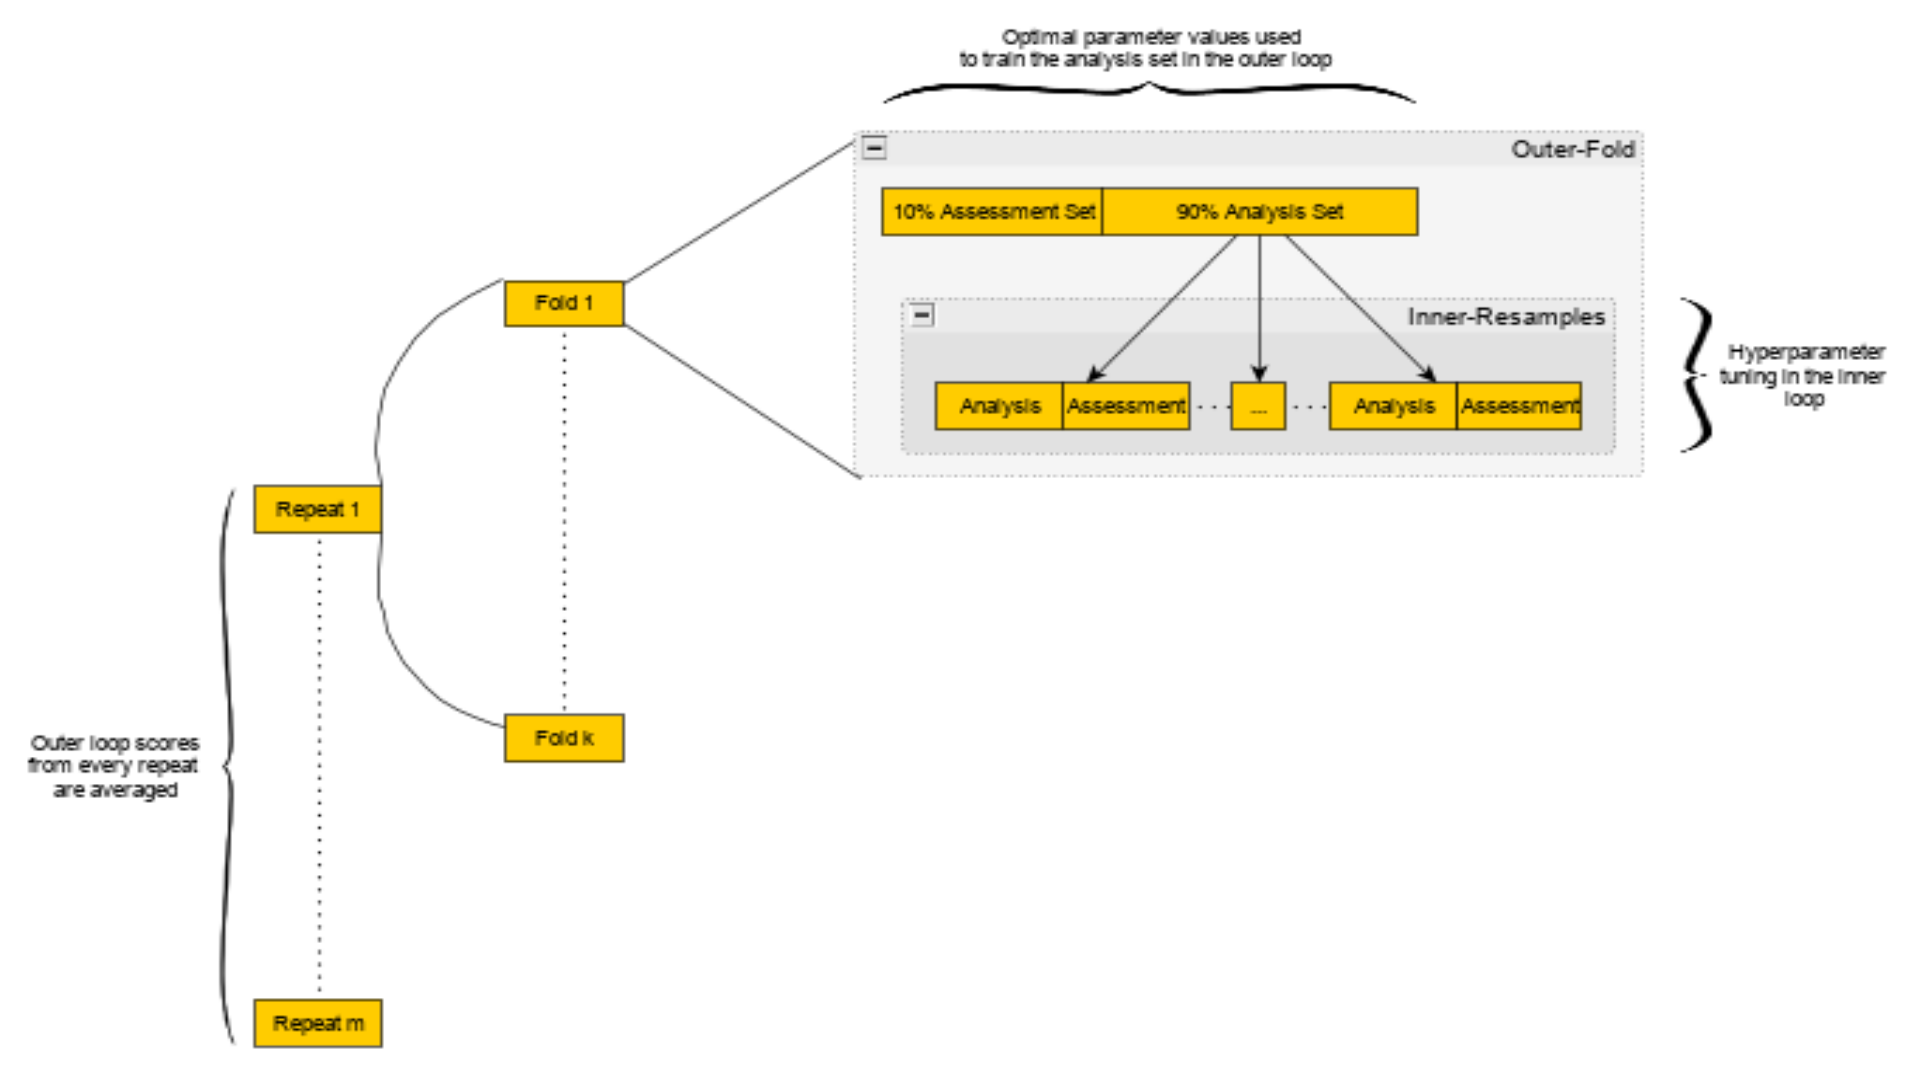 Optimal parameter values used
to train the analysis set in the outer loop
Outer-Fold
10% Assessment Set
90% Analysis Set
Fold 1
Inner-Resamples
Hyperparameter
tuning in the inner
loop
Analysis
Assessment
...
Analysis
Assessment
Repeat 1
Fold k
Outer loop scores
from every repeat
are averaged
Repeat m